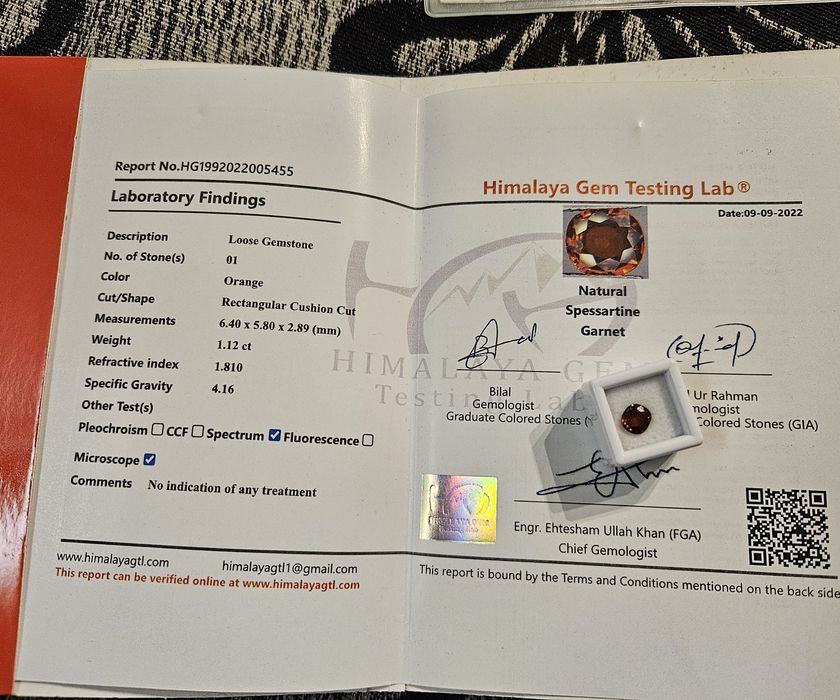 Report No.HG1992022005455
Laboratory Findings
Description Loose Gemstone
No. of Stone(s) 01
Color Orange
Cut/Shape Rectangular Cushion Cut
Measurements 6.40 x 5.80 x 2.89 (mm)
Weight 1.12 ct
Refractive index 1.810
Specific Gravity 4.16
Other Test(s)
Pleochroism CCF Spectrum Fluorescence
Microscope
Comments No indication of any treatment
www.himalayagtl.com himalayagtl1@gmail.com
This report can be verified online at www.himalayagtl.com
Himalaya Gem Testing Lab®
Date:09-09-2022
Natural
Spessartine
Garnet
HIMALAYA GEM
Testing Lab
Bilal
Gemologist
Graduate Colored Stones (
Ur Rahman
mologist
Colored Stones (GIA)
Engr. Ehtesham Ullah Khan (FGA)
Chief Gemologist
This report is bound by the Terms and Conditions mentioned on the back side